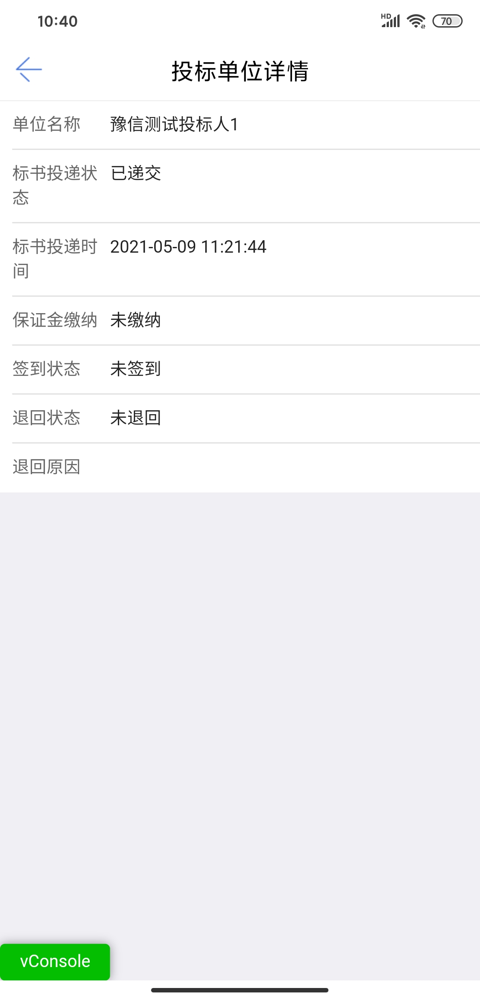 10:40
HD
70
投标单位详情
单位名称 豫信测试投标人1
标书投递状 已递交
态
标书投递时 2021-05-09 11:21:44
间
保证金缴纳 未缴纳
签到状态 未签到
退回状态 未退回
退回原因
vConsole